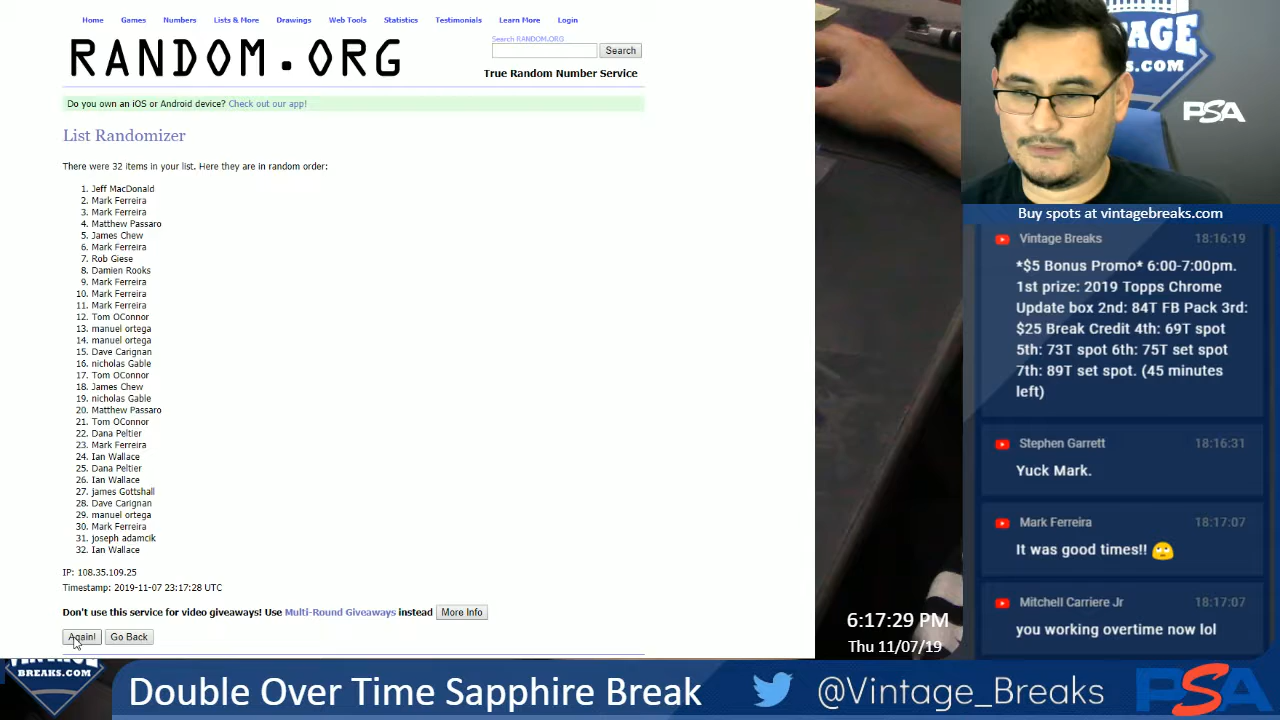 Home Games Numbers Lists & More Drawings Web Tools Statistics Testimonials Learn More Login
RANDOM.ORG
Search RANDOM.ORG
Search
True Random Number Service
Do you own an iOS or Android device? Check out our app!
List Randomizer
There were 32 items in your list. Here they are in random order:
1. Jeff MacDonald
2. Mark Ferreira
3. Mark Ferreira
4. Matthew Passaro
5. James Chew
6. Mark Ferreira
7. Rob Giese
8. Damien Rooks
9. Mark Ferreira
10. Mark Ferreira
11. Mark Ferreira
12. Tom OConnor
13. manuel ortega
14. manuel ortega
15. Dave Carignan
16. nicholas Gable
17. Tom OConnor
18. James Chew
19. nicholas Gable
20. Matthew Passaro
21. Tom OConnor
22. Dana Peltier
23. Mark Ferreira
24. Ian Wallace
25. Dana Peltier
26. Ian Wallace
27. james Gottshall
28. Dave Carignan
29. manuel ortega
30. Mark Ferreira
31. joseph adamcik
32. Ian Wallace
IP: 108.35.109.25
Timestamp: 2019-11-07 23:17:28 UTC
Don't use this service for video giveaways! Use Multi-Round Giveaways instead More Info
Again! Go Back
PSA
Buy spots at vintagebreaks.com
Vintage Breaks 18:16:19
*$5 Bonus Promo* 6:00-7:00pm.
1st prize: 2019 Topps Chrome
Update box 2nd: 84T FB Pack 3rd:
$25 Break Credit 4th: 69T spot
5th: 73T spot 6th: 75T set spot
7th: 89T set spot. (45 minutes
left)
Stephen Garrett 18:16:31
Yuck Mark.
Mark Ferreira 18:17:07
It was good times!! 🙄
Mitchell Carriere Jr 18:17:07
you working overtime now lol
6:17:29 PM
Thu 11/07/19
BREAKS.COM
Double Over Time Sapphire Break
@Vintage_Breaks
PSA